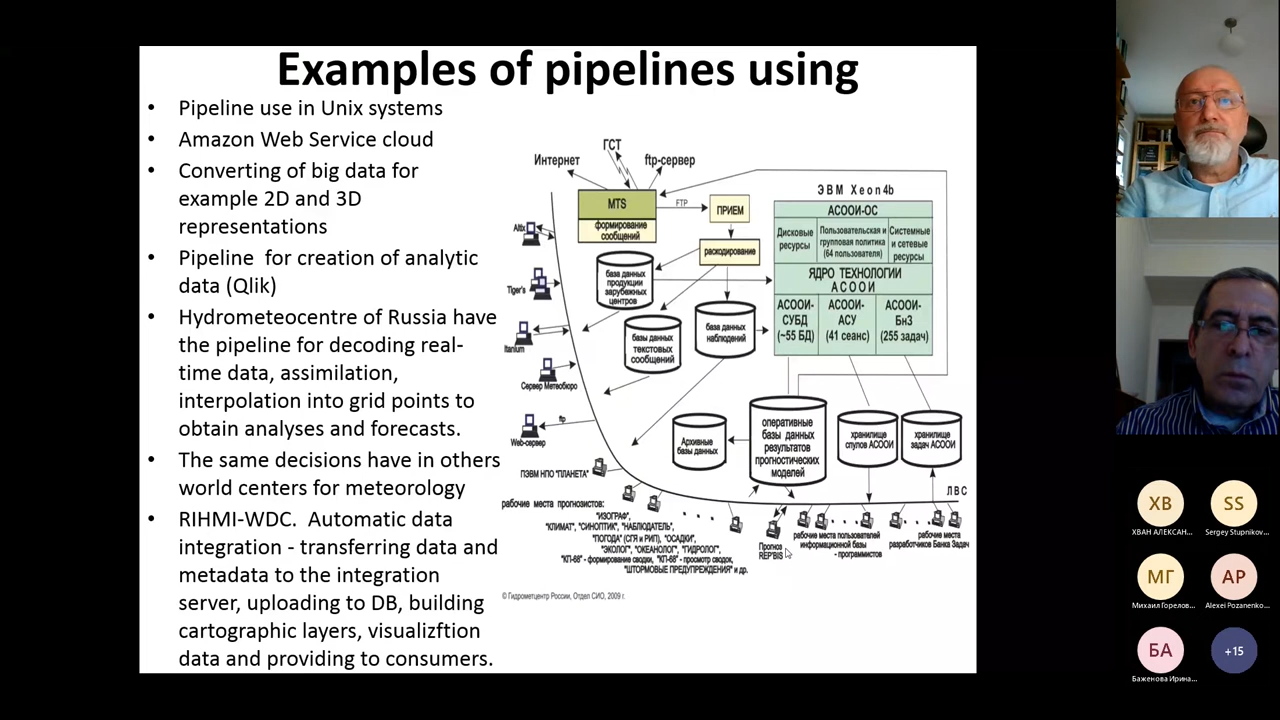 Examples of pipelines using
• Pipeline use in Unix systems
• Amazon Web Service cloud
• Converting of big data for
example 2D and 3D
representations
• Pipeline for creation of analytic
data (Qlik)
• Hydrometeocentre of Russia have
the pipeline for decoding real-
time data, assimilation,
interpolation into grid points to
obtain analyses and forecasts.
• The same decisions have in others
world centers for meteorology
• RIHMI-WDC. Automatic data
integration - transferring data and
metadata to the integration
server, uploading to DB, building
cartographic layers, visualizftion
data and providing to consumers.
ГСТ
Интернет
ftp-сервер
MTS
формирование
сообщений
FTP
ПРИЕМ
раскодирование
ЭВМ Xeon4b
АСООИ-ОС
Дисковые
ресурсы
Пользовательская и
групповая политика
(64 пользователя)
Системные
и сетевые
ресурсы
ЯДРО ТЕХНОЛОГИИ
АСООИ
АСООИ-
СУБД
(~55 БД)
АСООИ-
АСУ
(41 сеанс)
АСООИ-
БнЗ
(255 задач)
база данных
продукции
зарубежных
центров
базы данных
текстовых
сообщений
база данных
наблюдений
Altix
Tiger's
Itanium
Сервер Метеобюро
ftp
Web-сервер
Архивные
базы данных
оперативные
базы данных
результатов
прогностических
моделей
хранилище
спулов АСООИ
хранилище
задач АСООИ
ПЭВМ НПО "ПЛАНЕТА"
ЛВС
рабочие места прогнозистов:
"ИЗОГРАФ",
"КЛИМАТ", "СИНОПТИК", "НАБЛЮДАТЕЛЬ",
"ПОГОДА" (СГЯ и РИП), "ОСАДКИ",
"ЭКОЛОГ", "ОКЕАНОЛОГ", "ГИДРОЛОГ",
"КП-68" - формирование сводки, "КП-68" - просмотр сводок,
"ШТОРМОВЫЕ ПРЕДУПРЕЖДЕНИЯ" и др.
Прогноз
REP'BIS
рабочие места пользователей
информационной базы
- программистов
рабочие места
разработчиков Банка Задач
© Гидрометцентр России, Отдел СИО, 2009 г.
ХВ
ХВАН АЛЕКСАН...
SS
Sergey Stupnikov...
МГ
Михаил Горелов...
AP
Alexei Pozanenko...
БА
Баженова Ирина...
+15